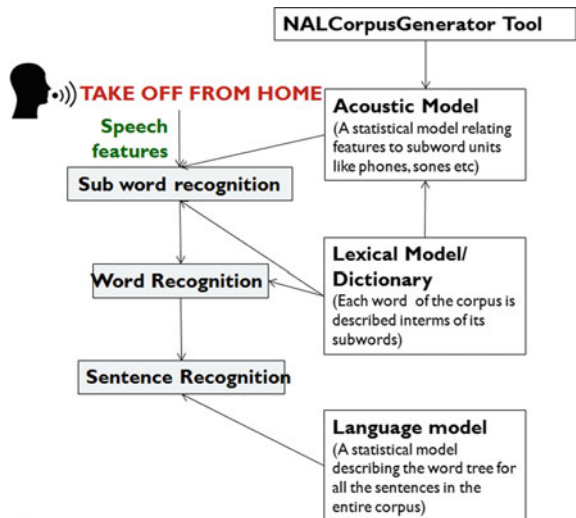 NALCorpusGenerator Tool
TAKE OFF FROM HOME
Speech
features
Acoustic Model
(A statistical model relating
features to subword units
like phones, sones etc)
Sub word recognition
Word Recognition
Lexical Model/
Dictionary
(Each word of the corpus is
described interms of its
subwords)
Sentence Recognition
Language model
(A statistical model
describing the word tree for
all the sentences in the
entire corpus)